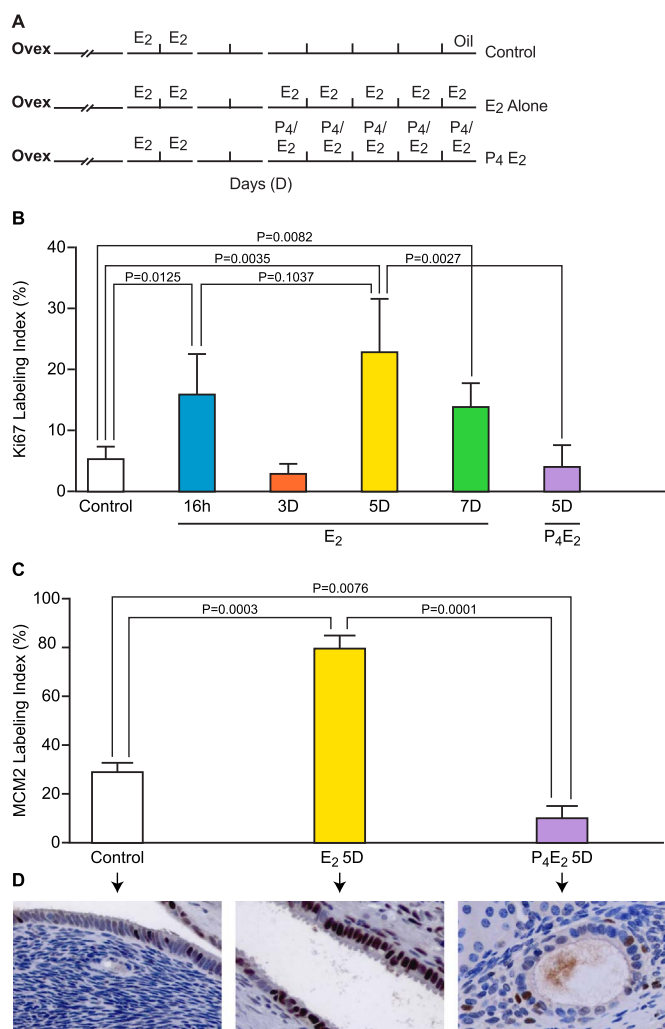 A
Ovex E2 E2 Oil Control
Ovex E2 E2 E2 E2 E2 E2 E2 E2 Alone
Ovex E2 E2 P4/ E2 P4/ E2 P4/ E2 P4/ E2 P4/ E2 P4 E2
Days (D)
B
Ki67 Labeling Index (%)
40
30
20
10
0
P=0.0082
P=0.0035
P=0.0027
P=0.0125
P=0.1037
Control 16h 3D 5D 7D 5D
E2 P4E2
C
MCM2 Labeling Index (%)
100
80
60
40
20
0
P=0.0076
P=0.0003
P=0.0001
Control E2 5D P4E2 5D
D